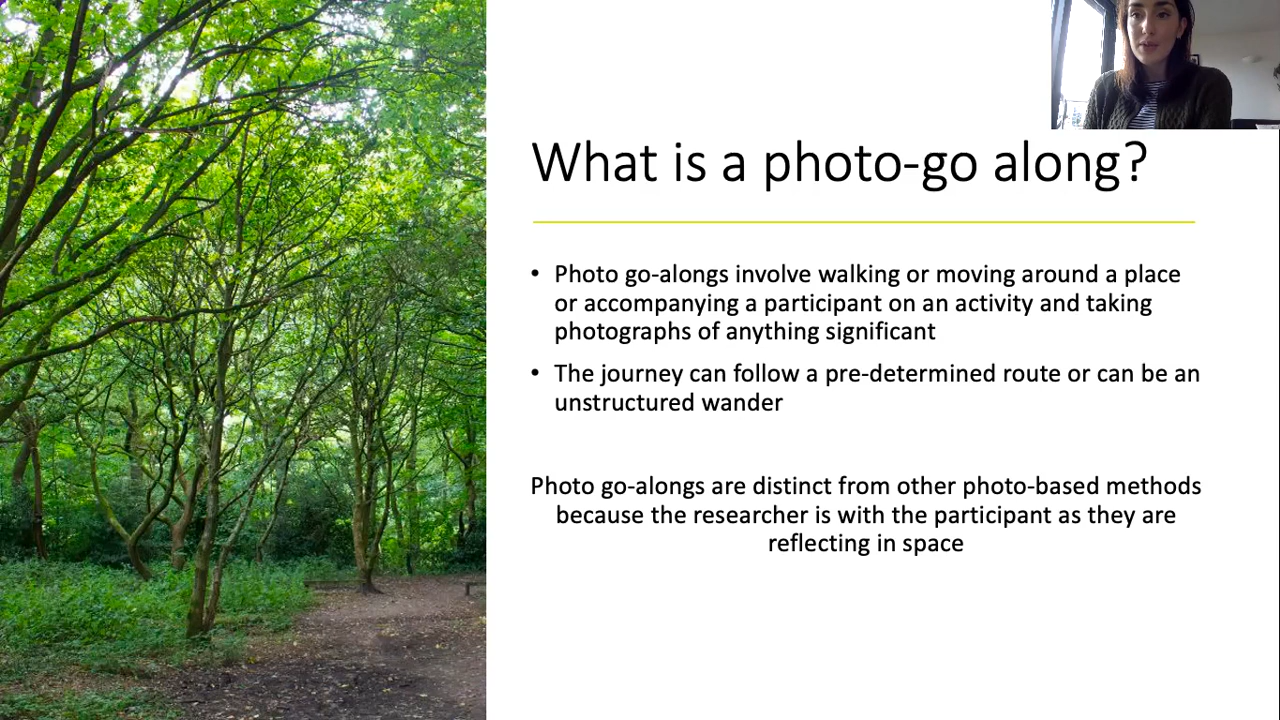 What is a photo-go along?
• Photo go-alongs involve walking or moving around a place
or accompanying a participant on an activity and taking
photographs of anything significant
• The journey can follow a pre-determined route or can be an
unstructured wander
Photo go-alongs are distinct from other photo-based methods
because the researcher is with the participant as they are
reflecting in space